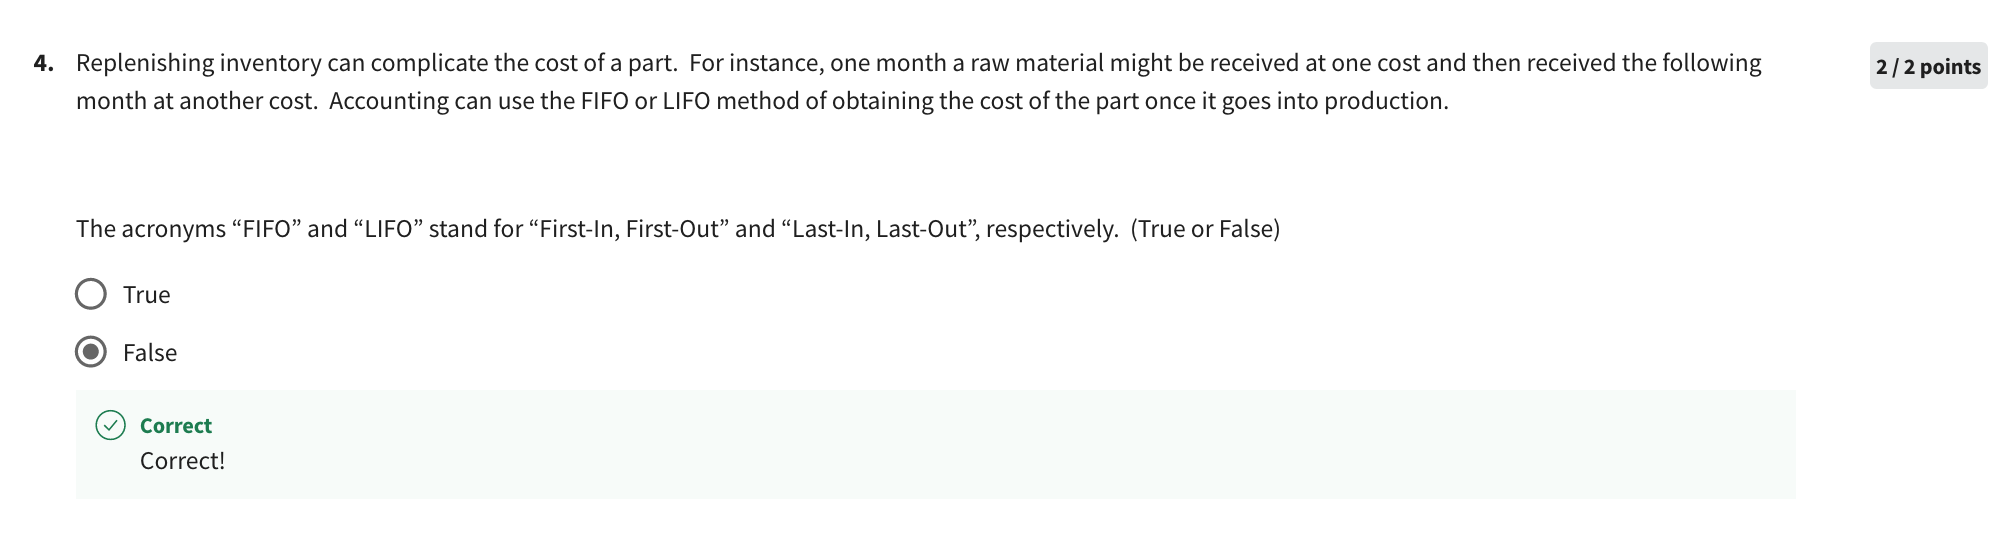 4. Replenishing inventory can complicate the cost of a part.  For instance, one month a raw material might be received at one cost and then received the following
2 / 2 points
month at another cost.  Accounting can use the FIFO or LIFO method of obtaining the cost of the part once it goes into production.
The acronyms “FIFO” and “LIFO” stand for “First-In, First-Out” and “Last-In, Last-Out”, respectively.  (True or False)
True
False
Correct
Correct!